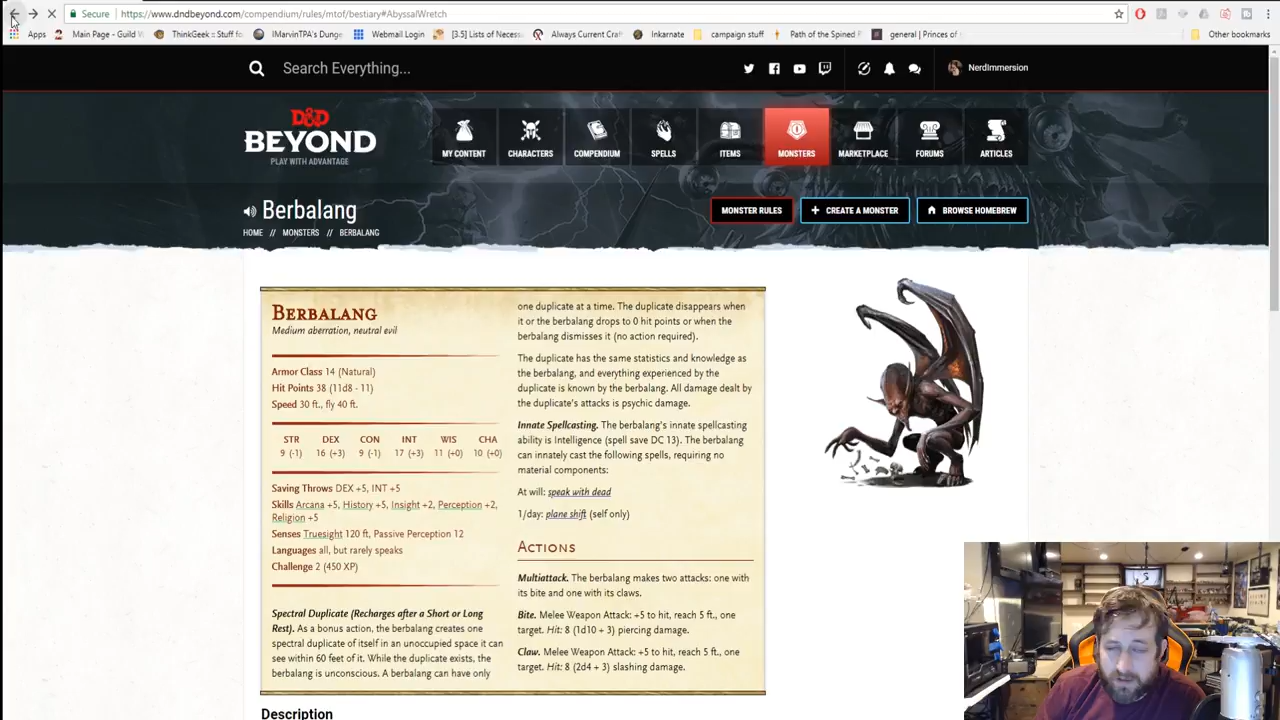 Secure
https://www.dndbeyond.com/compendium/rules/mtof/bestiary#AbyssalWretch
Apps
Main Page - Guild W
ThinkGeek :: Stuff fo
IMarvinTPA's Dunge
Webmail Login
[3.5] Lists of Necess
Always Current Craf
Inkarnate
campaign stuff
Path of the Spined P
general | Princes of
Other bookmarks
Search Everything...
NerdImmersion
D&D
BEYOND
PLAY WITH ADVANTAGE
MY CONTENT
CHARACTERS
COMPENDIUM
SPELLS
ITEMS
MONSTERS
MARKETPLACE
FORUMS
ARTICLES
Berbalang
MONSTER RULES
+ CREATE A MONSTER
BROWSE HOMEBREW
HOME // MONSTERS // BERBALANG
BERBALANG
Medium aberration, neutral evil
Armor Class 14 (Natural)
Hit Points 38 (11d8 - 11)
Speed 30 ft., fly 40 ft.
STR DEX CON INT WIS CHA
9 (-1) 16 (+3) 9 (-1) 17 (+3) 11 (+0) 10 (+0)
Saving Throws DEX +5, INT +5
Skills Arcana +5, History +5, Insight +2, Perception +2,
Religion +5
Senses Truesight 120 ft, Passive Perception 12
Languages all, but rarely speaks
Challenge 2 (450 XP)
Spectral Duplicate (Recharges after a Short or Long
Rest). As a bonus action, the berbalang creates one
spectral duplicate of itself in an unoccupied space it can
see within 60 feet of it. While the duplicate exists, the
berbalang is unconscious. A berbalang can have only
one duplicate at a time. The duplicate disappears when
it or the berbalang drops to 0 hit points or when the
berbalang dismisses it (no action required).
The duplicate has the same statistics and knowledge as
the berbalang, and everything experienced by the
duplicate is known by the berbalang. All damage dealt by
the duplicate's attacks is psychic damage.
Innate Spellcasting. The berbalang's innate spellcasting
ability is Intelligence (spell save DC 13). The berbalang
can innately cast the following spells, requiring no
material components:
At will: speak with dead
1/day: plane shift (self only)
ACTIONS
Multiattack. The berbalang makes two attacks: one with
its bite and one with its claws.
Bite. Melee Weapon Attack: +5 to hit, reach 5 ft., one
target. Hit: 8 (1d10 + 3) piercing damage.
Claw. Melee Weapon Attack: +5 to hit, reach 5 ft., one
target. Hit: 8 (2d4 + 3) slashing damage.
Description